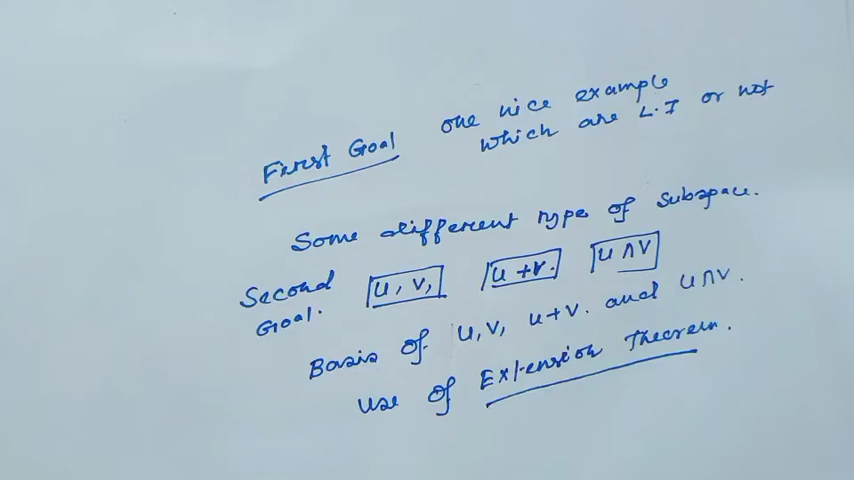 First Goal one nice example
which are L.I or not
Some different type of Subspace.
Second Goal. U, V, U+V. U∩V
Basis of U, V, U+V. and U∩V.
Use of Extension Theorem.